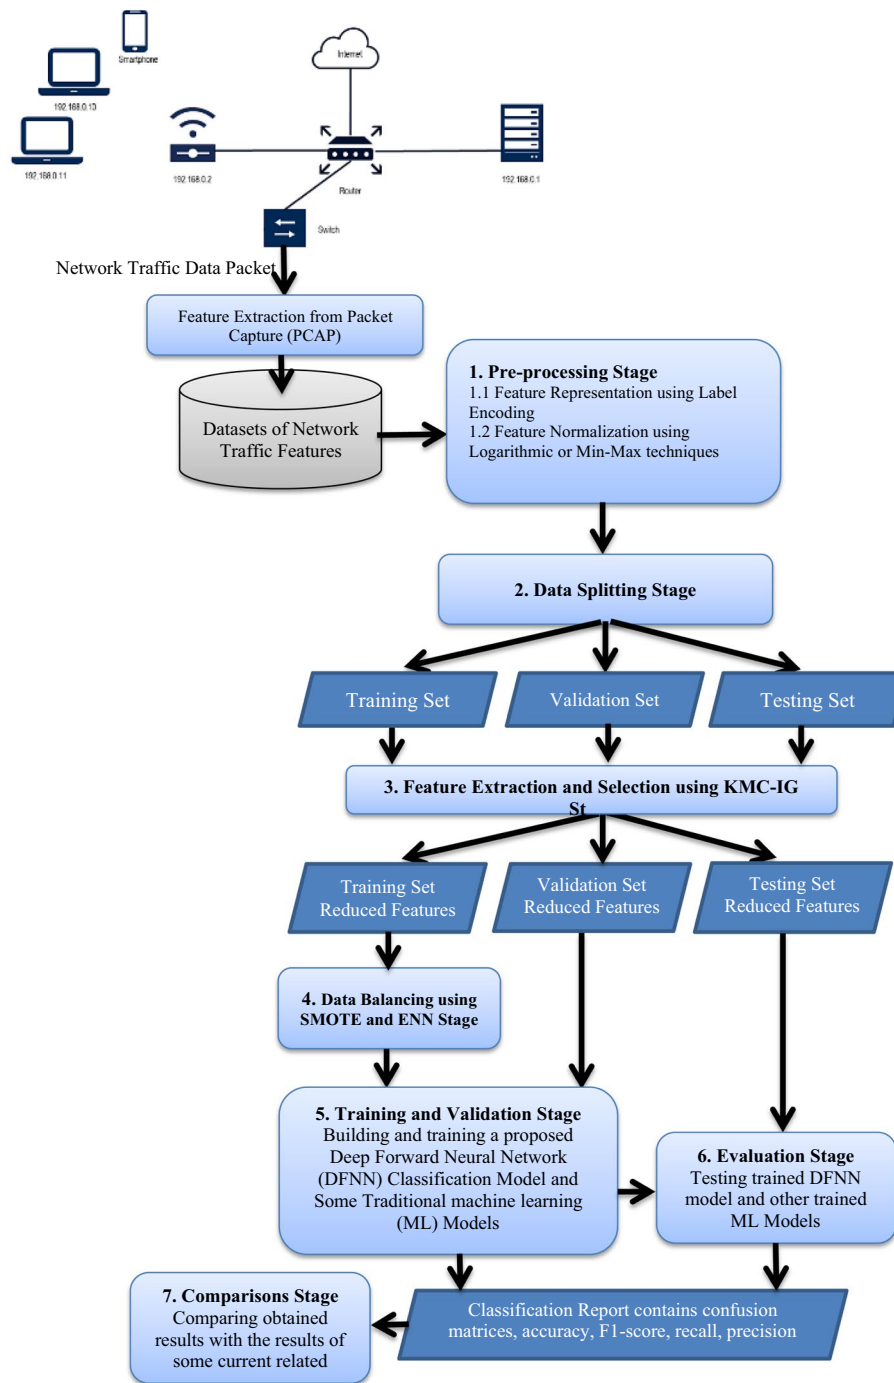 Smartphone
Internet
192.168.0.10
192.168.0.11
192.168.0.2
Router
192.168.0.1
Switch
Network Traffic Data Packet
Feature Extraction from Packet
Capture (PCAP)
Datasets of Network
Traffic Features
1. Pre-processing Stage
1.1 Feature Representation using Label
Encoding
1.2 Feature Normalization using
Logarithmic or Min-Max techniques
2. Data Splitting Stage
Training Set
Validation Set
Testing Set
3. Feature Extraction and Selection using KMC-IG
St
Training Set
Reduced Features
Validation Set
Reduced Features
Testing Set
Reduced Features
4. Data Balancing using
SMOTE and ENN Stage
5. Training and Validation Stage
Building and training a proposed
Deep Forward Neural Network
(DFNN) Classification Model and
Some Traditional machine learning
(ML) Models
6. Evaluation Stage
Testing trained DFNN
model and other trained
ML Models
7. Comparisons Stage
Comparing obtained
results with the results of
some current related
Classification Report contains confusion
matrices, accuracy, F1-score, recall, precision